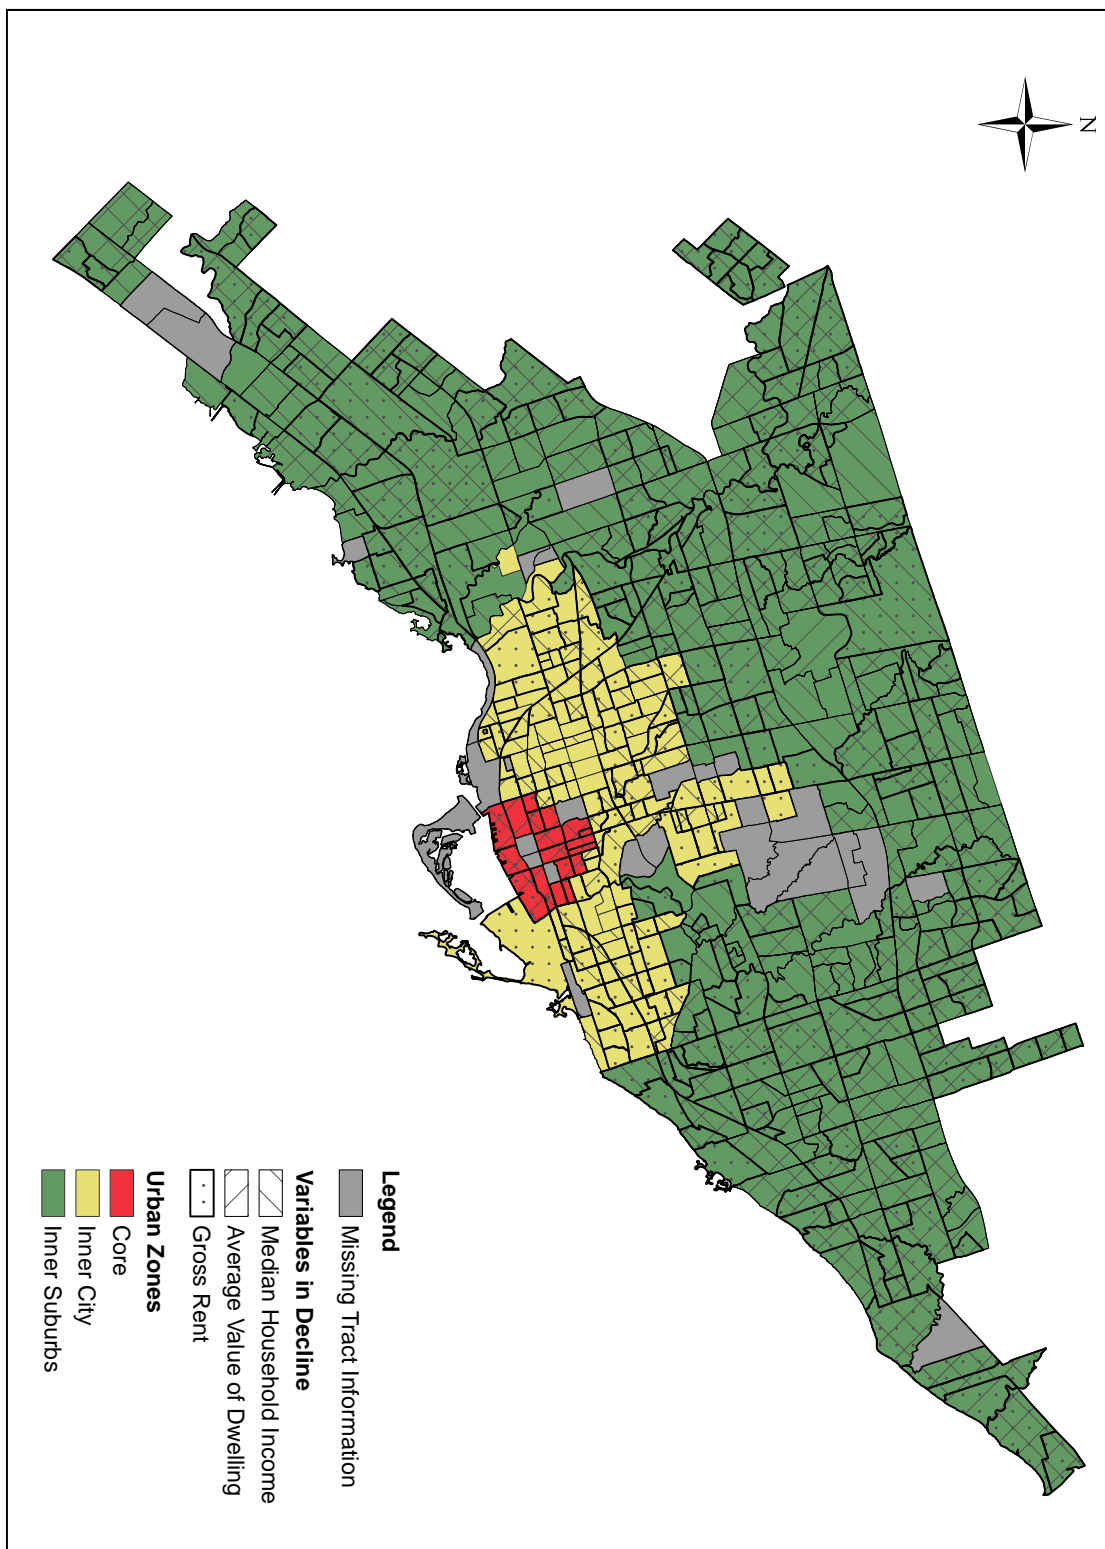 N
Legend
Missing Tract Information
Variables in Decline
Median Household Income
Average Value of Dwelling
Gross Rent
Urban Zones
Core
Inner City
Inner Suburbs